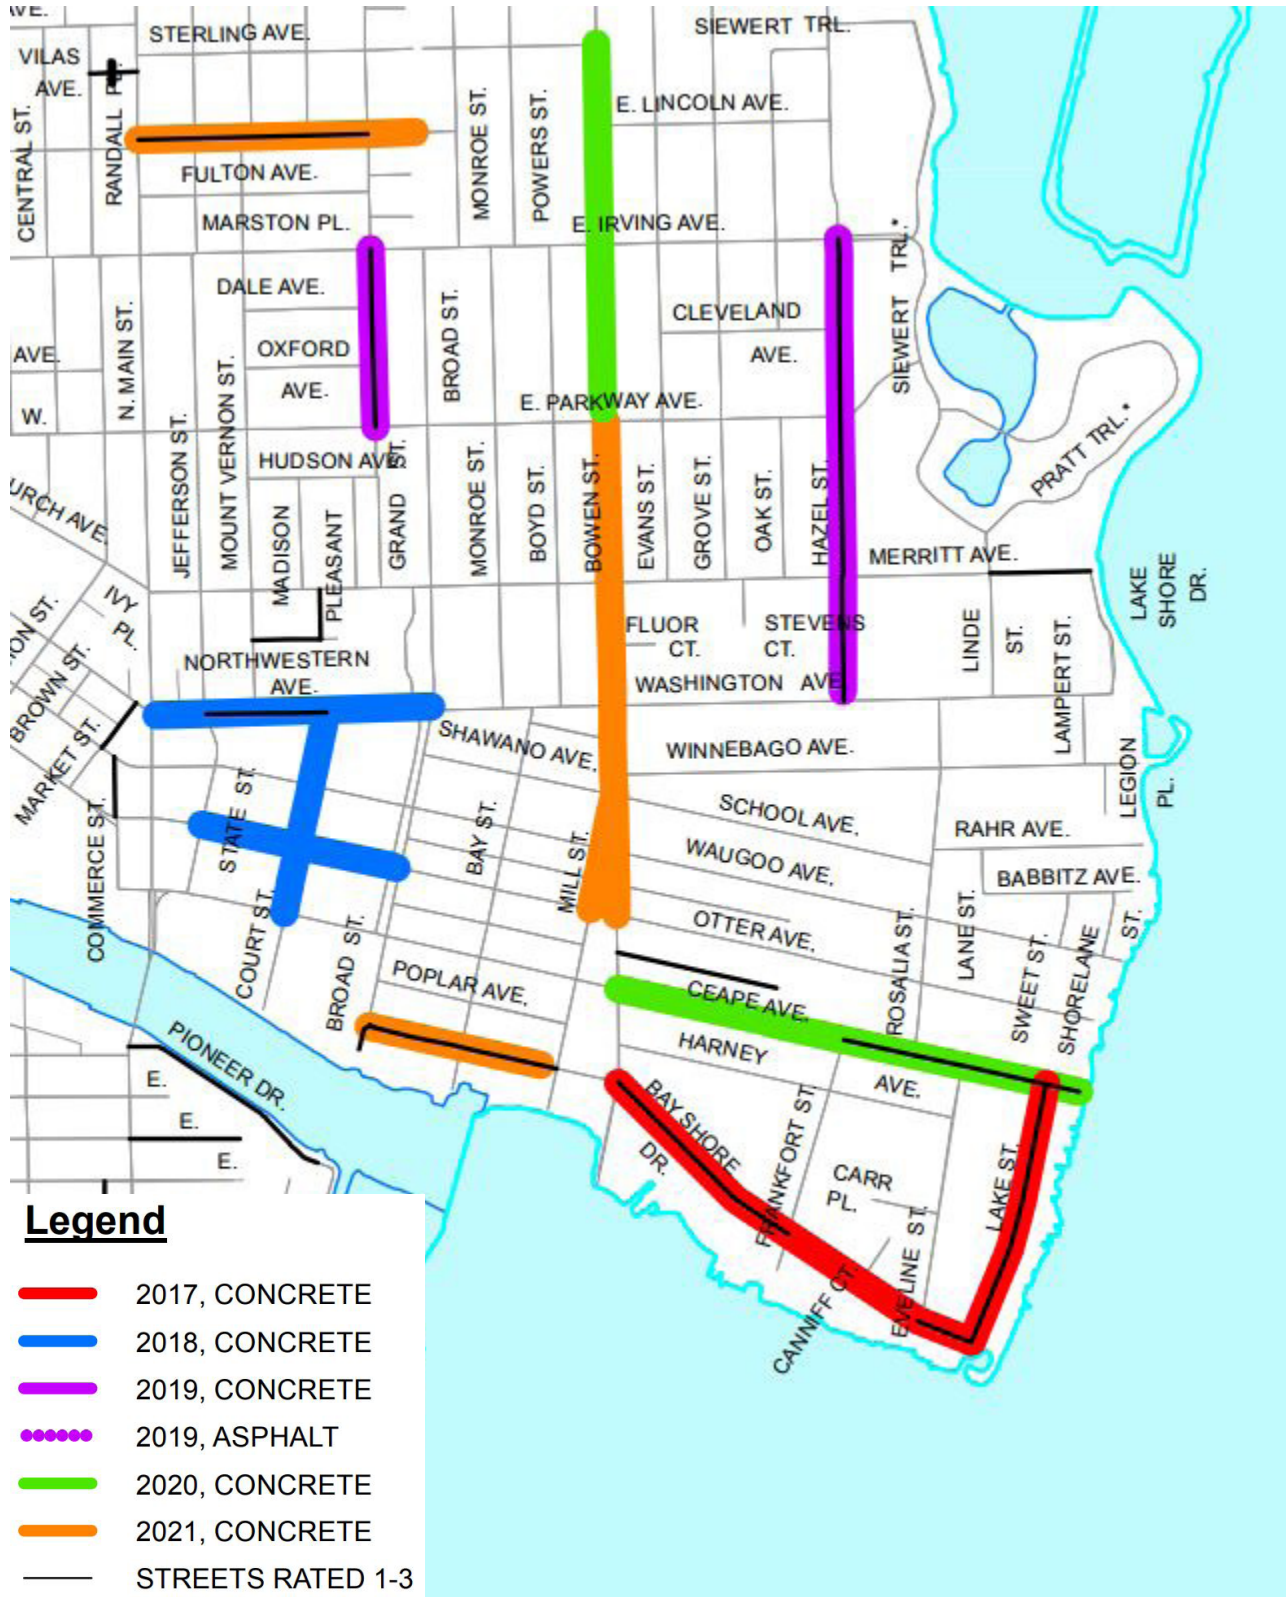 AVE.
STERLING AVE.
SIEWERT TRL.
VILAS
AVE.
CENTRAL ST.
RANDALL PL.
MONROE ST.
POWERS ST.
E. LINCOLN AVE.
FULTON AVE.
MARSTON PL.
E. IRVING AVE.
SIEWERT TRL.*
DALE AVE.
N. MAIN ST.
BROAD ST.
CLEVELAND
AVE.
OXFORD
AVE.
AVE.
W.
MOUNT VERNON ST.
E. PARKWAY AVE.
PRATT TRL.*
JEFFERSON ST.
HUDSON AVE.
GRAND ST.
MADISON
PLEASANT
MONROE ST.
BOYD ST.
BOWEN ST.
EVANS ST.
GROVE ST.
OAK ST.
HAZEL ST.
URCH AVE.
MERRITT AVE.
LAKE
SHORE
DR.
IVY
PL.
ON ST.
BROWN ST.
MARKET ST.
NORTHWESTERN
AVE.
FLUOR
CT.
STEVENS
CT.
LINDE
ST.
LAMPERT ST.
WASHINGTON AVE.
SHAWANO AVE.
WINNEBAGO AVE.
LEGION
PL.
STATE ST.
BAY ST.
SCHOOL AVE.
RAHR AVE.
COMMERCE ST.
MILL ST.
WAUGOO AVE.
BABBITZ AVE.
COURT ST.
BROAD ST.
OTTER AVE.
ROSALIA ST.
LANE ST.
SWEET ST.
SHORELANE
ST.
POPLAR AVE.
CEAPE AVE.
PIONEER DR.
HARNEY
AVE.
E.
E.
E.
BAY SHORE
DR.
FRANKFORT ST.
CARR
PL.
LAKE ST.
EVELINE ST.
CANNIFF CT.
Legend
2017, CONCRETE
2018, CONCRETE
2019, CONCRETE
2019, ASPHALT
2020, CONCRETE
2021, CONCRETE
STREETS RATED 1-3